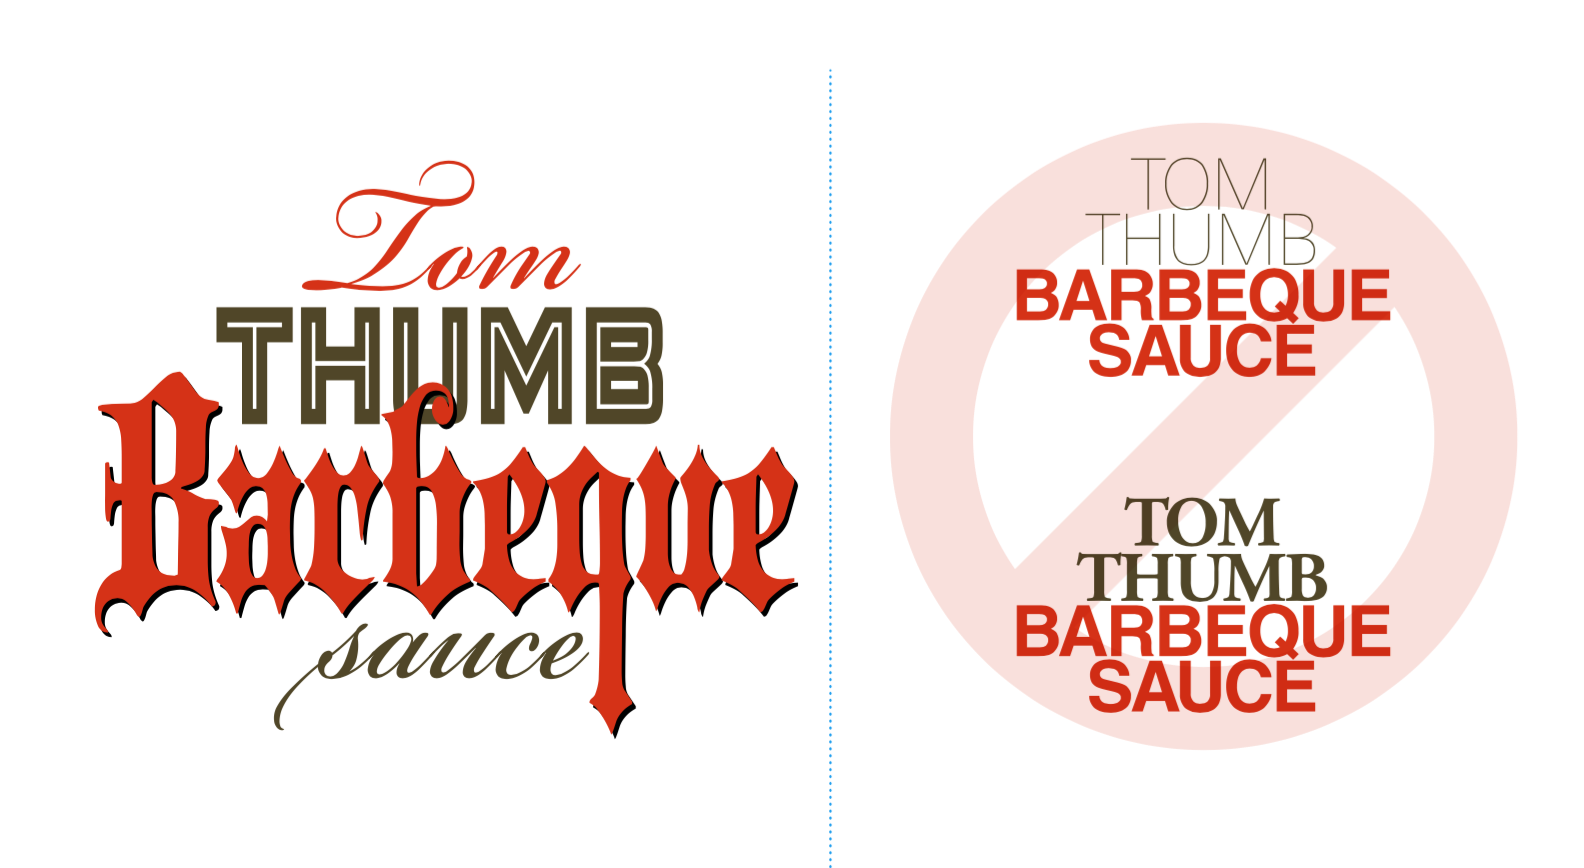 Tom
THUMB
Barbeque
sauce
TOM
THUMB
BARBEQUE
SAUCE
TOM
THUMB
BARBEQUE
SAUCE